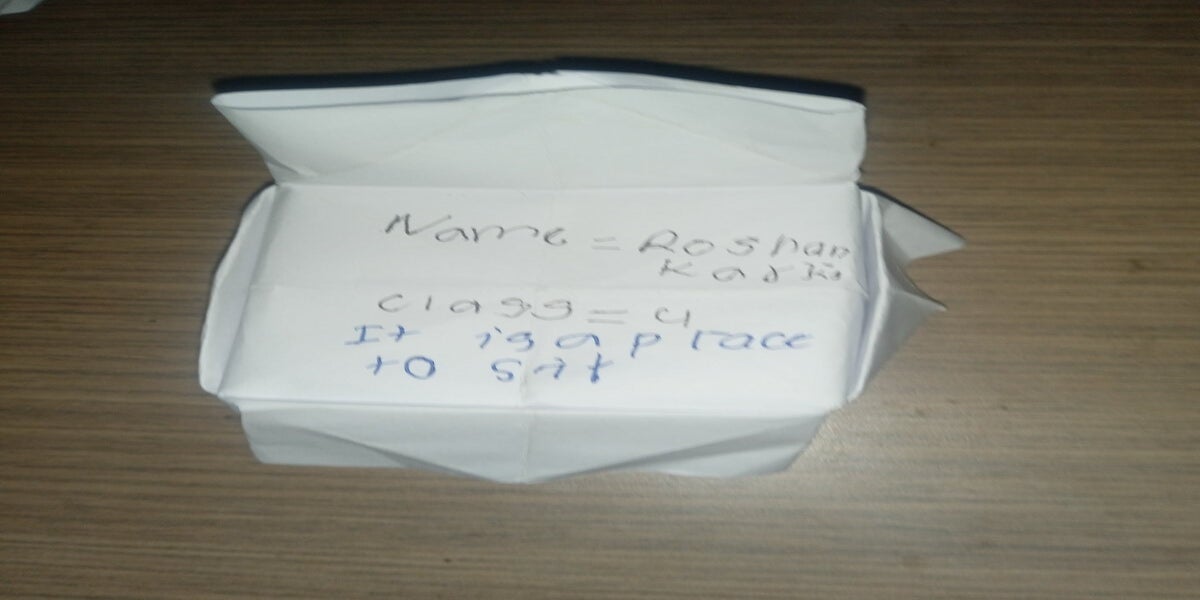 Name = Roshan
Karki
class = 4
It is a place
to sit